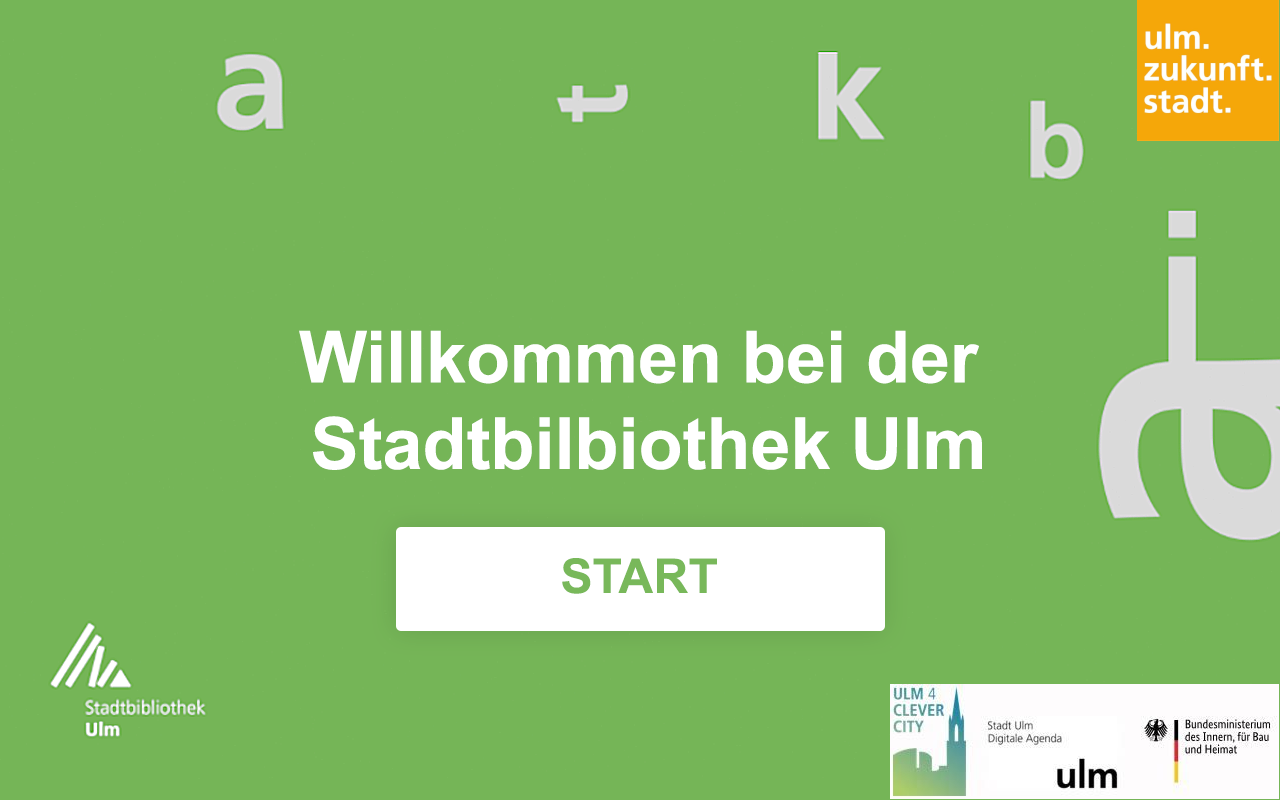 a
t
k
b
ulm.
zukunft.
stadt.
i
a
Willkommen bei der
Stadtbilbiothek Ulm
START
Stadtbibliothek
Ulm
ULM 4
CLEVER
CITY
Stadt Ulm
Digitale Agenda
ulm
Bundesministerium
des Innern, für Bau
und Heimat